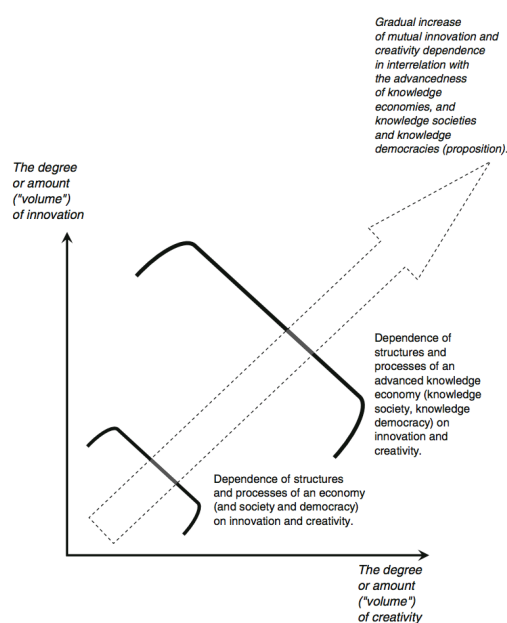 Gradual increase
of mutual innovation and
creativity dependence
in interrelation with
the advancedness
of knowledge
economies, and
knowledge societies
and knowledge
democracies (proposition).
The degree
or amount
("volume")
of innovation
Dependence of
structures and
processes of an
advanced knowledge
economy (knowledge
society, knowledge
democracy) on
innovation and
creativity.
Dependence of structures
and processes of an economy
(and society and democracy)
on innovation and creativity.
The degree
or amount
("volume")
of creativity